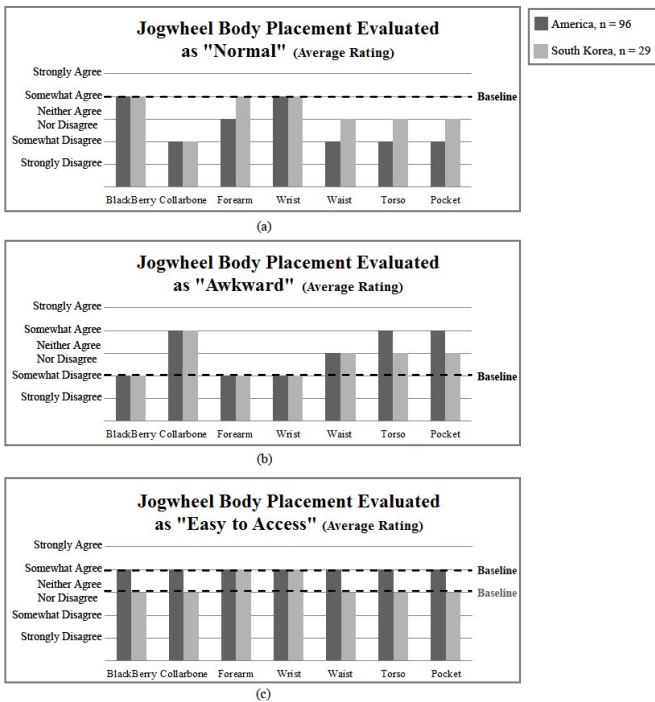 Jogwheel Body Placement Evaluated
as "Normal" (Average Rating)
America, n = 96
South Korea, n = 29
Strongly Agree
Somewhat Agree
Baseline
Neither Agree
Nor Disagree
Somewhat Disagree
Strongly Disagree
BlackBerry Collarbone Forearm Wrist Waist Torso Pocket
(a)
Jogwheel Body Placement Evaluated
as "Awkward" (Average Rating)
Strongly Agree
Somewhat Agree
Neither Agree
Nor Disagree
Somewhat Disagree
Baseline
Strongly Disagree
BlackBerry Collarbone Forearm Wrist Waist Torso Pocket
(b)
Jogwheel Body Placement Evaluated
as "Easy to Access" (Average Rating)
Strongly Agree
Somewhat Agree
Baseline
Neither Agree
Nor Disagree
Baseline
Somewhat Disagree
Strongly Disagree
BlackBerry Collarbone Forearm Wrist Waist Torso Pocket
(c)